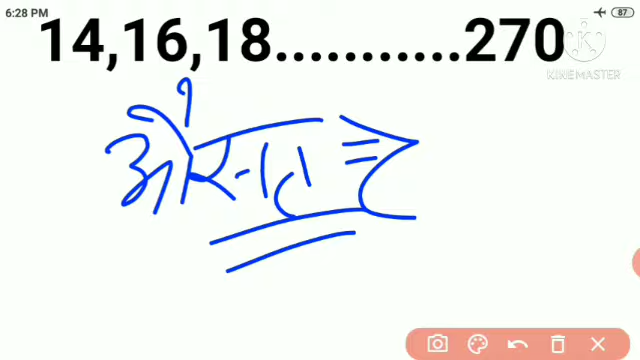 6:28 PM
87
14,16,18...........270
KINEMASTER
औसत =